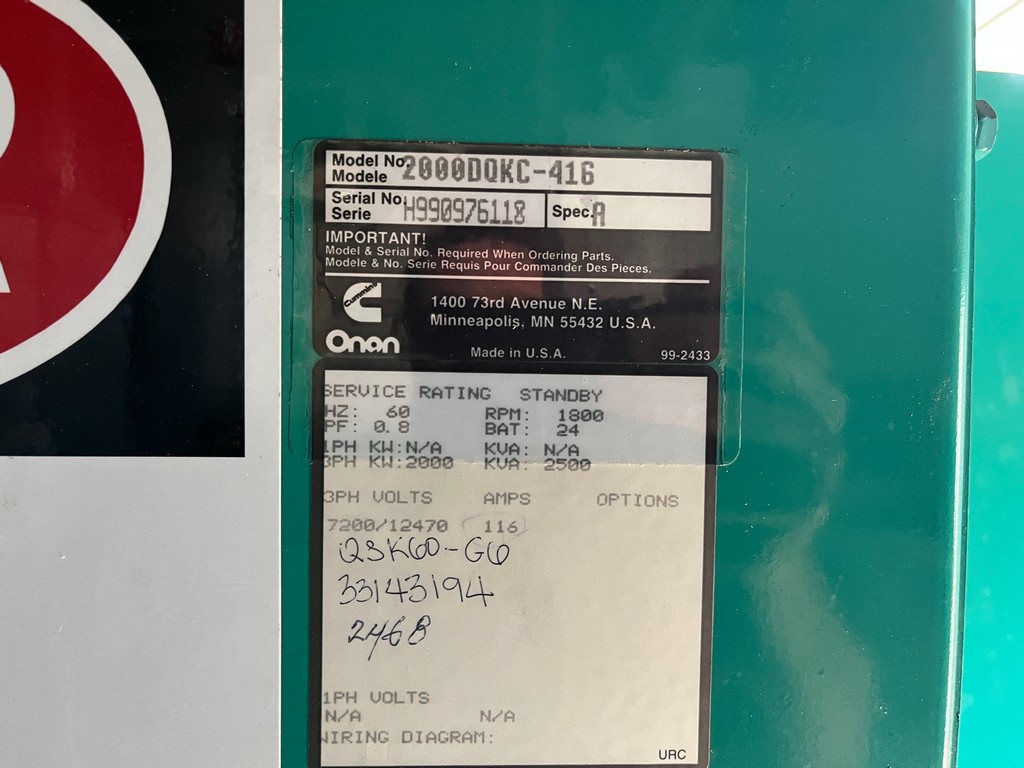 Model No. 2000DQKC-416
Modele
Serial No. H990976118 Spec. A
Serie
IMPORTANT!
Model & Serial No. Required When Ordering Parts.
Modele & No. Serie Requis Pour Commander Des Pieces.
Cummins
1400 73rd Avenue N.E.
Minneapolis, MN 55432 U.S.A.
Onan
Made in U.S.A. 99-2433
SERVICE RATING STANDBY
HZ: 60 RPM: 1800
PF: 0.8 BAT: 24
1PH KW:N/A KVA: N/A
3PH KW:2000 KVA: 2500
3PH VOLTS AMPS OPTIONS
7200/12470 116
QSK60-G6
33143194
2468
1PH VOLTS
N/A N/A
WIRING DIAGRAM:
URC